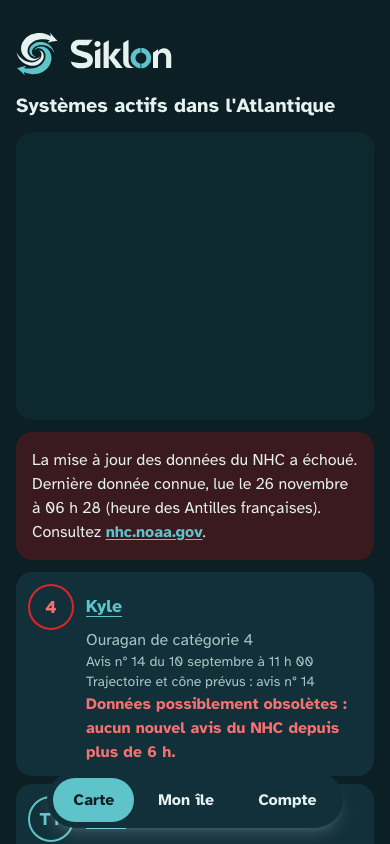 Siklon
Systèmes actifs dans l'Atlantique
La mise à jour des données du NHC a échoué.
Dernière donnée connue, lue le 26 novembre
à 06 h 28 (heure des Antilles françaises).
Consultez nhc.noaa.gov.
4
Kyle
Ouragan de catégorie 4
Avis n° 14 du 10 septembre à 11 h 00
Trajectoire et cône prévus : avis n° 14
Données possiblement obsolètes :
aucun nouvel avis du NHC depuis
plus de 6 h.
Carte
Mon île
Compte